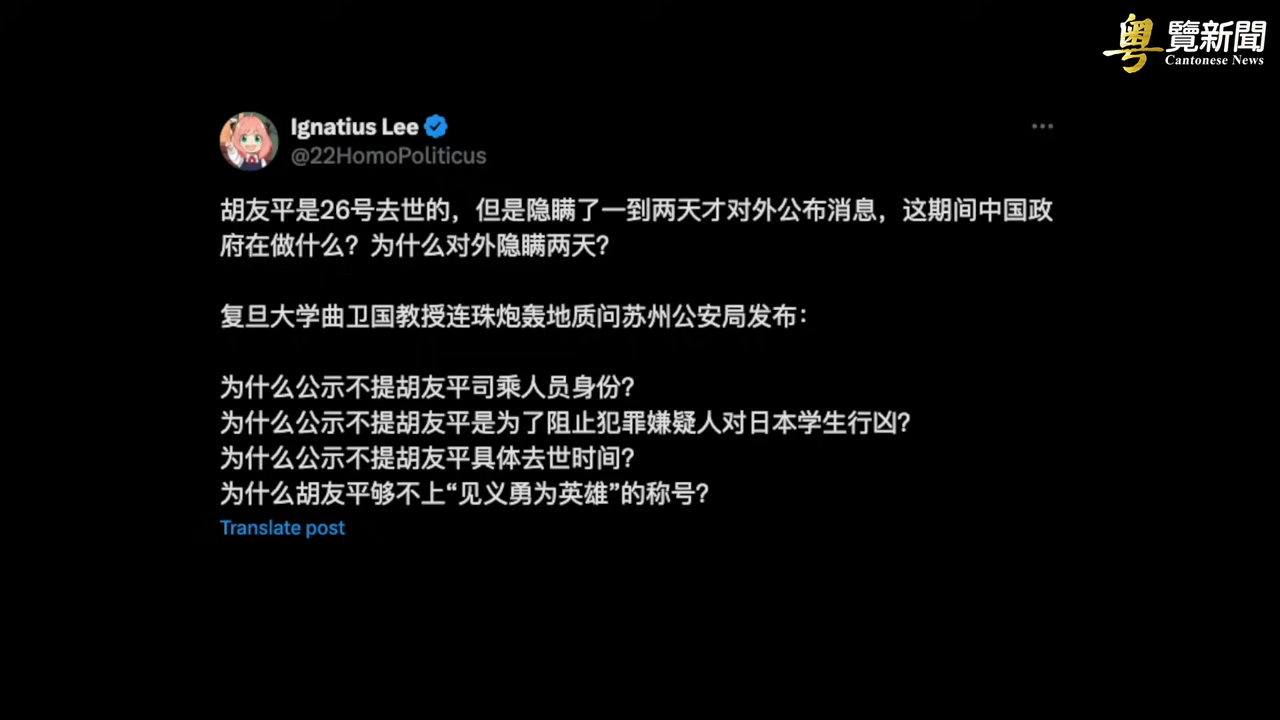 粤覽新聞
Cantonese News
Ignatius Lee
@22HomoPoliticus
胡友平是26号去世的，但是隐瞒了一到两天才对外公布消息，这期间中国政
府在做什么？为什么对外隐瞒两天？
复旦大学曲卫国教授连珠炮轰地质问苏州公安局发布：
为什么公示不提胡友平司乘人员身份？
为什么公示不提胡友平是为了阻止犯罪嫌疑人对日本学生行凶？
为什么公示不提胡友平具体去世时间？
为什么胡友平够不上“见义勇为英雄”的称号？
Translate post